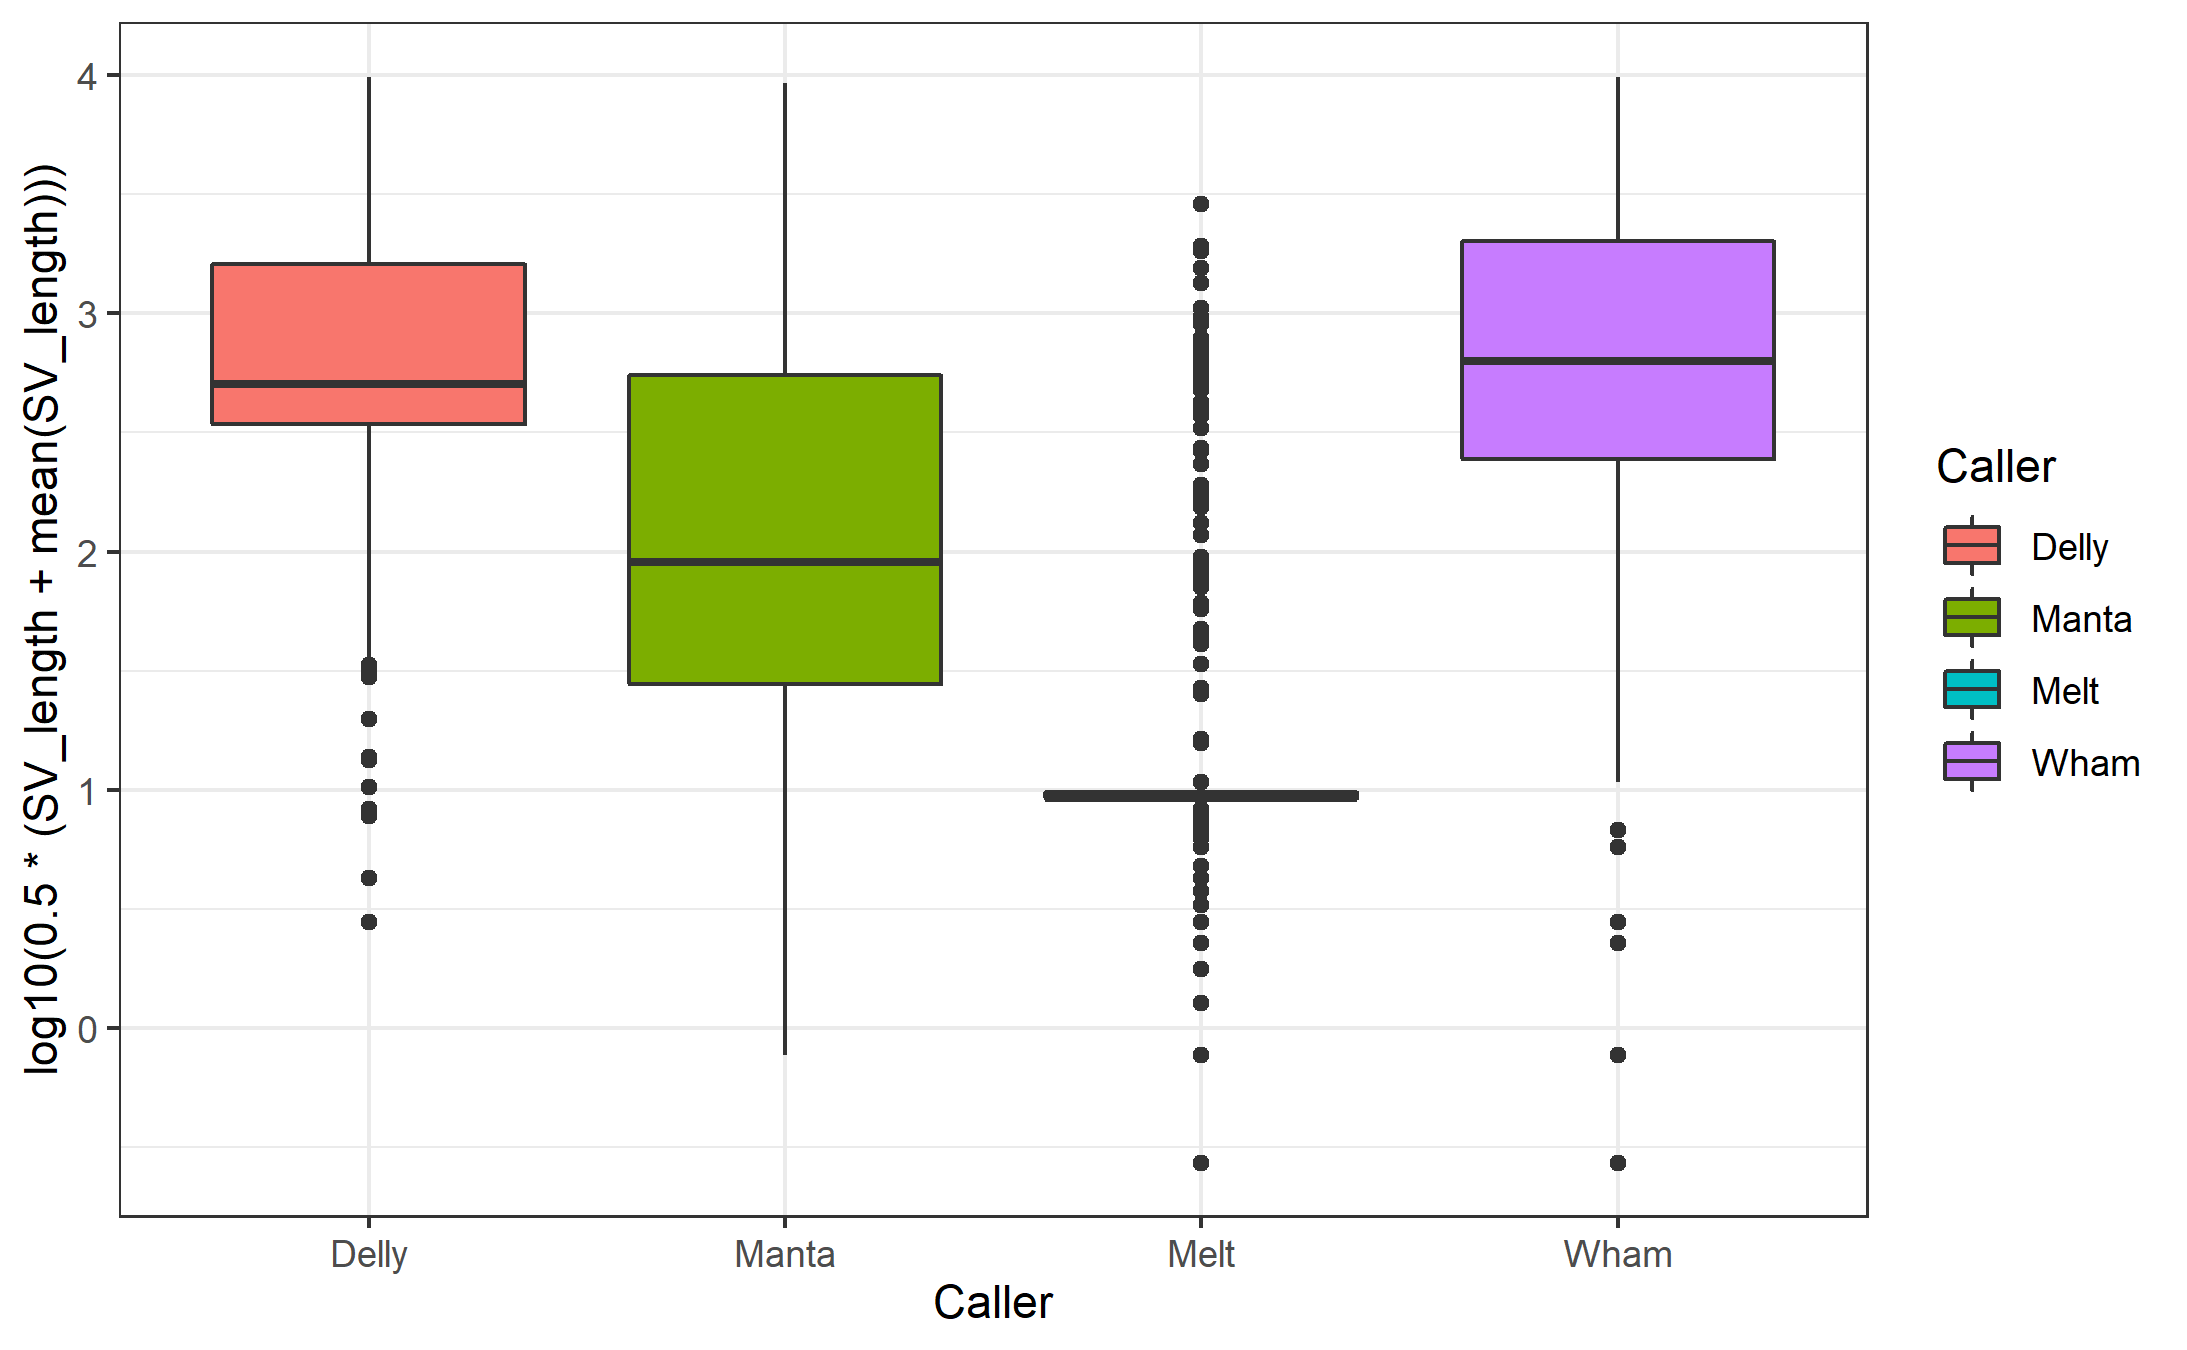 log10(0.5 * (SV_length + mean(SV_length)))
4
3
2
1
0
Delly
Manta
Melt
Wham
Caller
Caller
Delly
Manta
Melt
Wham